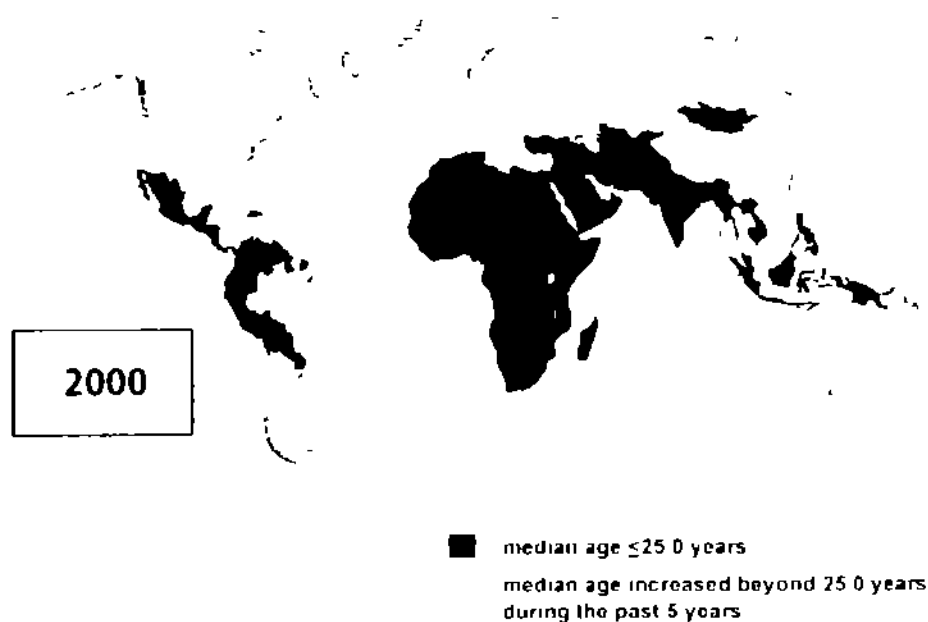 2000
median age ≤25 0 years
median age increased beyond 25 0 years
during the past 5 years